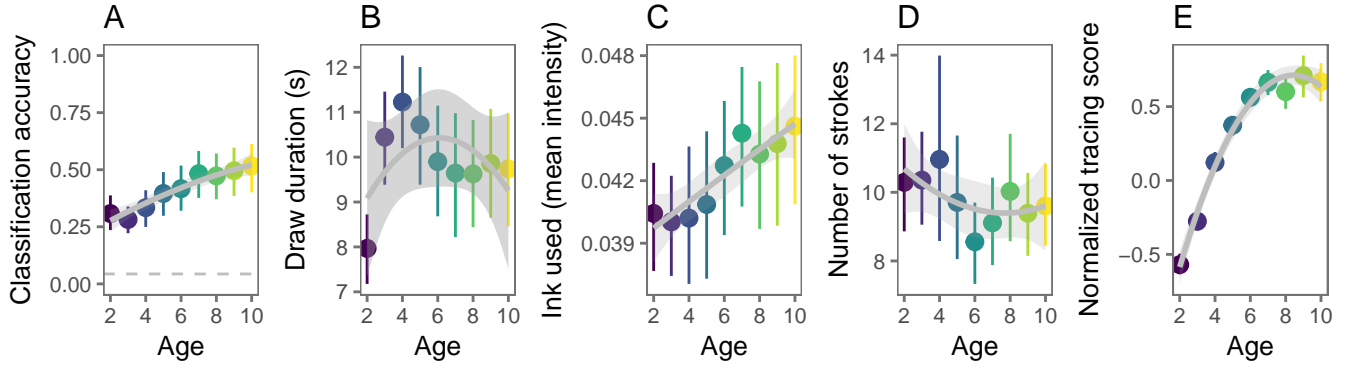 A
Classification accuracy
1.00
0.75
0.50
0.25
0.00
2 4 6 8 10
Age
B
Draw duration (s)
12
11
10
9
8
7
2 4 6 8 10
Age
C
Ink used (mean intensity)
0.048
0.045
0.042
0.039
2 4 6 8 10
Age
D
Number of strokes
14
12
10
8
2 4 6 8 10
Age
E
Normalized tracing score
0.5
0.0
−0.5
2 4 6 8 10
Age